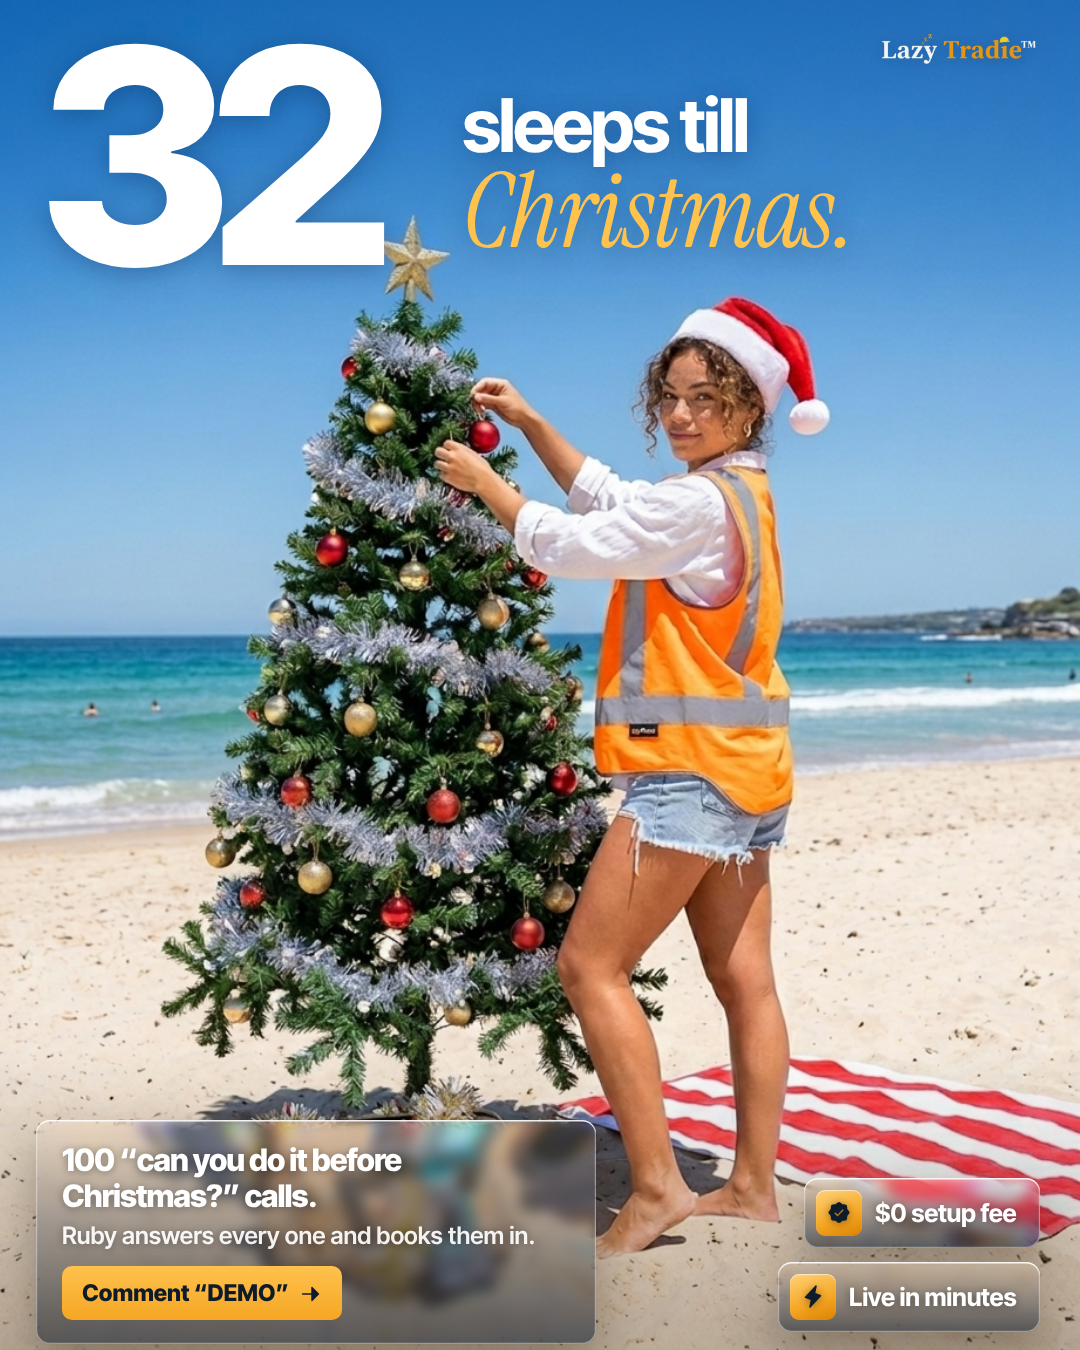 32
Lazy Tradie™
sleeps till
Christmas.
100 “can you do it before
Christmas?” calls.
Ruby answers every one and books them in.
Comment “DEMO” →
$0 setup fee
Live in minutes